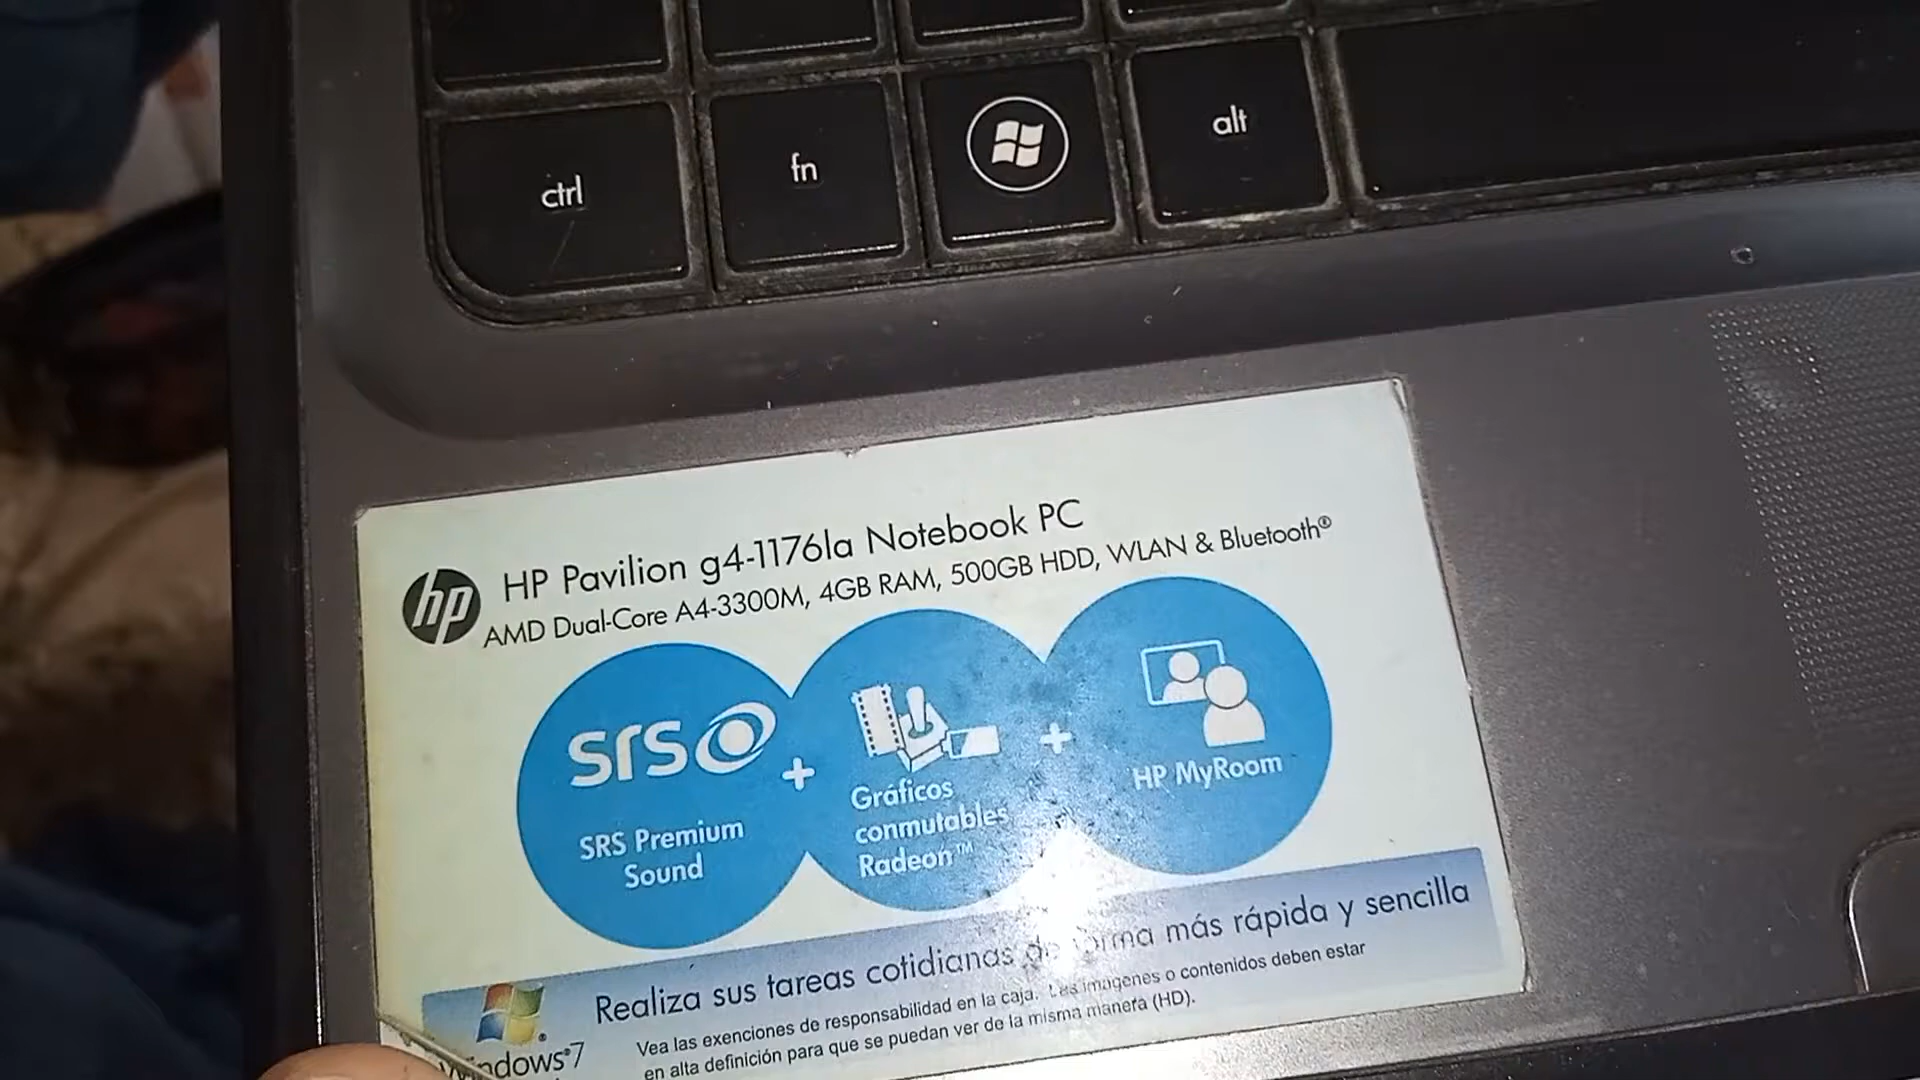 ctrl
fn
alt
hp
HP Pavilion g4-1176la Notebook PC
AMD Dual-Core A4-3300M, 4GB RAM, 500GB HDD, WLAN & Bluetooth®
srs
+
+
SRS Premium
Sound
Gráficos
conmutables
Radeon™
HP MyRoom
Realiza sus tareas cotidianas de forma más rápida y sencilla
Vea las exenciones de responsabilidad en la caja. Las imagenes o contenidos deben estar
en alta definición para que se puedan ver de la misma manera (HD).
Windows®7